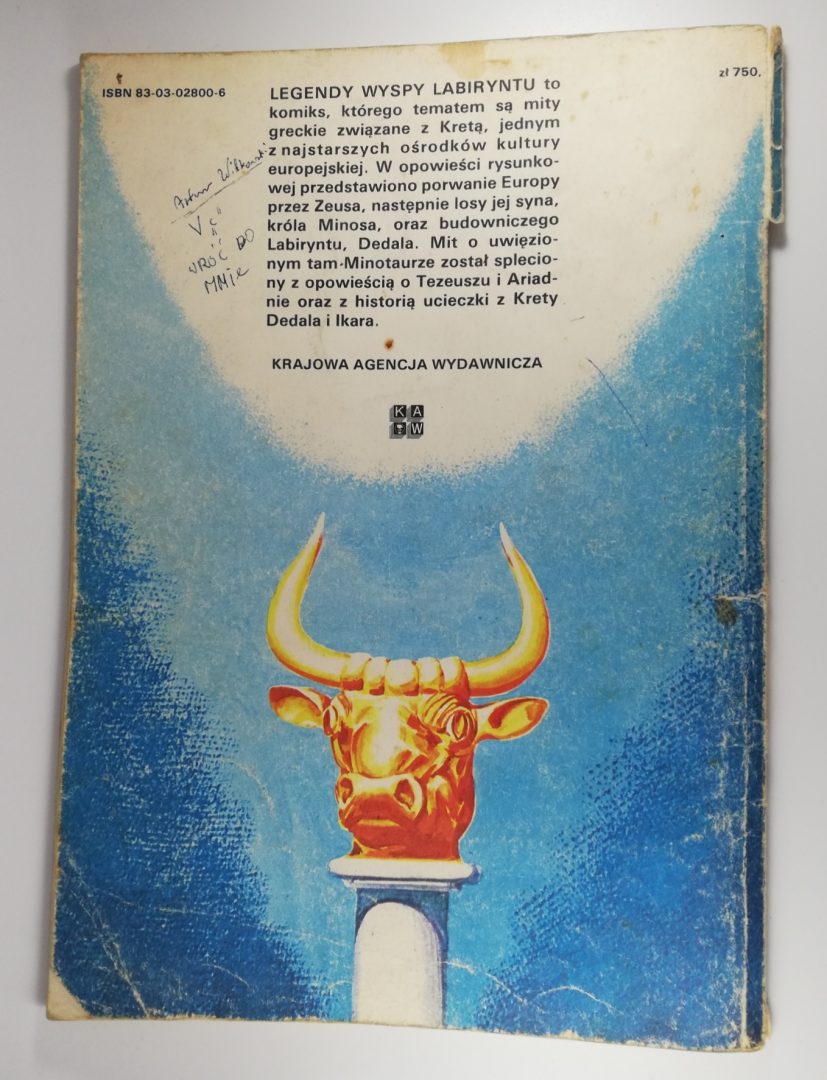 ISBN 83-03-02800-6
zł 750,
LEGENDY WYSPY LABIRYNTU to
komiks, którego tematem są mity
greckie związane z Kretą, jednym
z najstarszych ośrodków kultury
europejskiej. W opowieści rysunko-
wej przedstawiono porwanie Europy
przez Zeusa, następnie losy jej syna,
króla Minosa, oraz budowniczego
Labiryntu, Dedala. Mit o uwięzio-
nym tam Minotaurze został splecio-
ny z opowieścią o Tezeuszu i Ariad-
nie oraz z historią ucieczki z Krety
Dedala i Ikara.
Artur
V "c"
WRÓĆ DO
MNIE
KRAJOWA AGENCJA WYDAWNICZA
K A
W